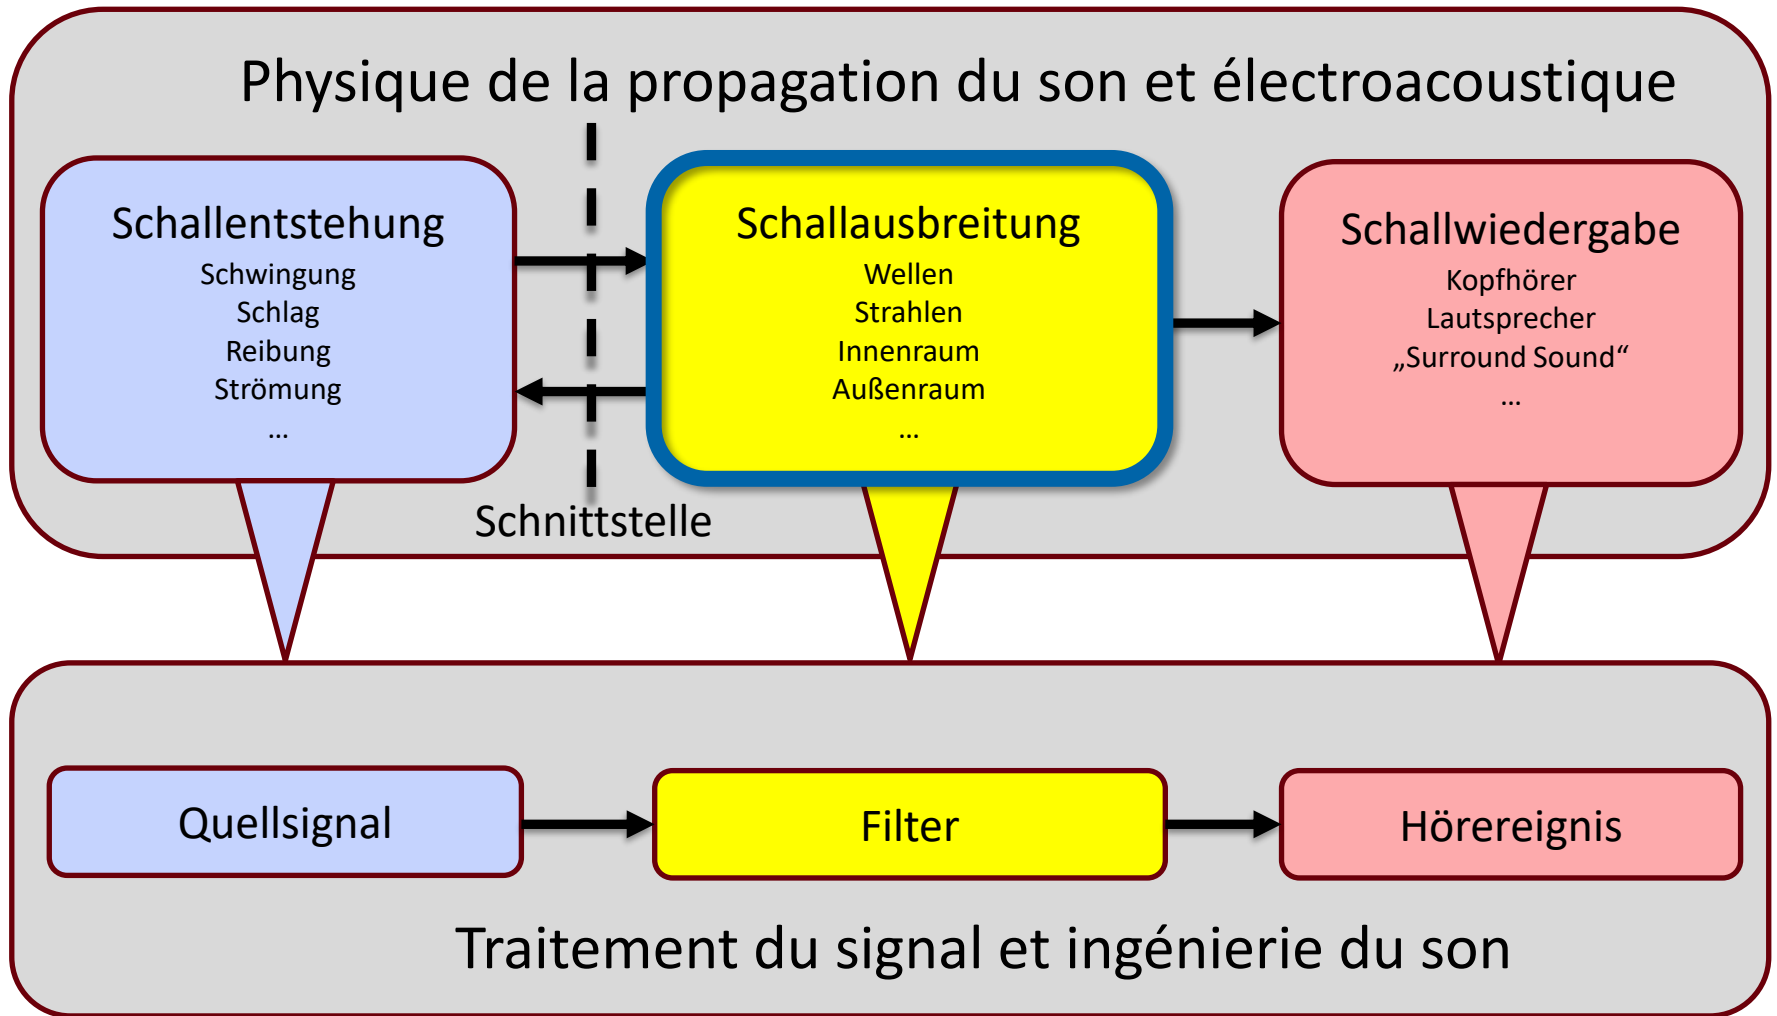 Physique de la propagation du son et électroacoustique
Schallentstehung
Schwingung
Schlag
Reibung
Strömung
...
Schnittstelle
Schallausbreitung
Wellen
Strahlen
Innenraum
Außenraum
...
Schallwiedergabe
Kopfhörer
Lautsprecher
„Surround Sound“
...
Quellsignal
Filter
Hörereignis
Traitement du signal et ingénierie du son